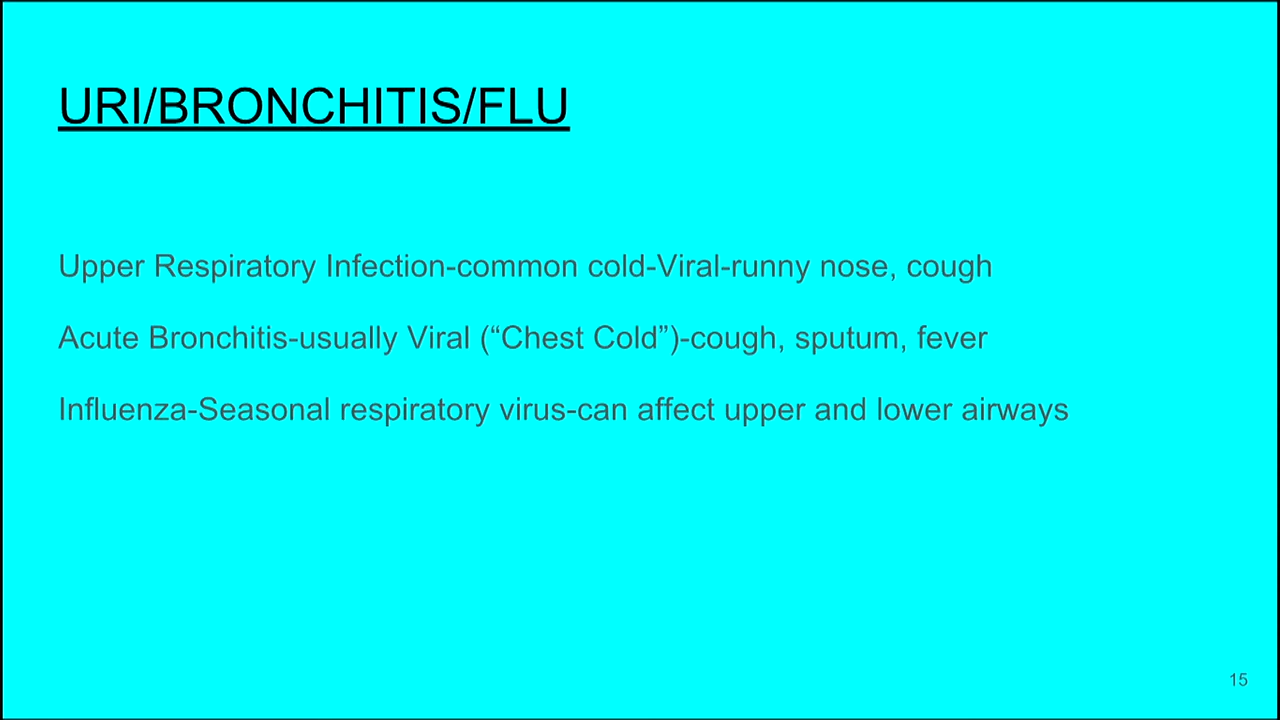 URI/BRONCHITIS/FLU
Upper Respiratory Infection-common cold-Viral-runny nose, cough
Acute Bronchitis-usually Viral (“Chest Cold”)-cough, sputum, fever
Influenza-Seasonal respiratory virus-can affect upper and lower airways
15